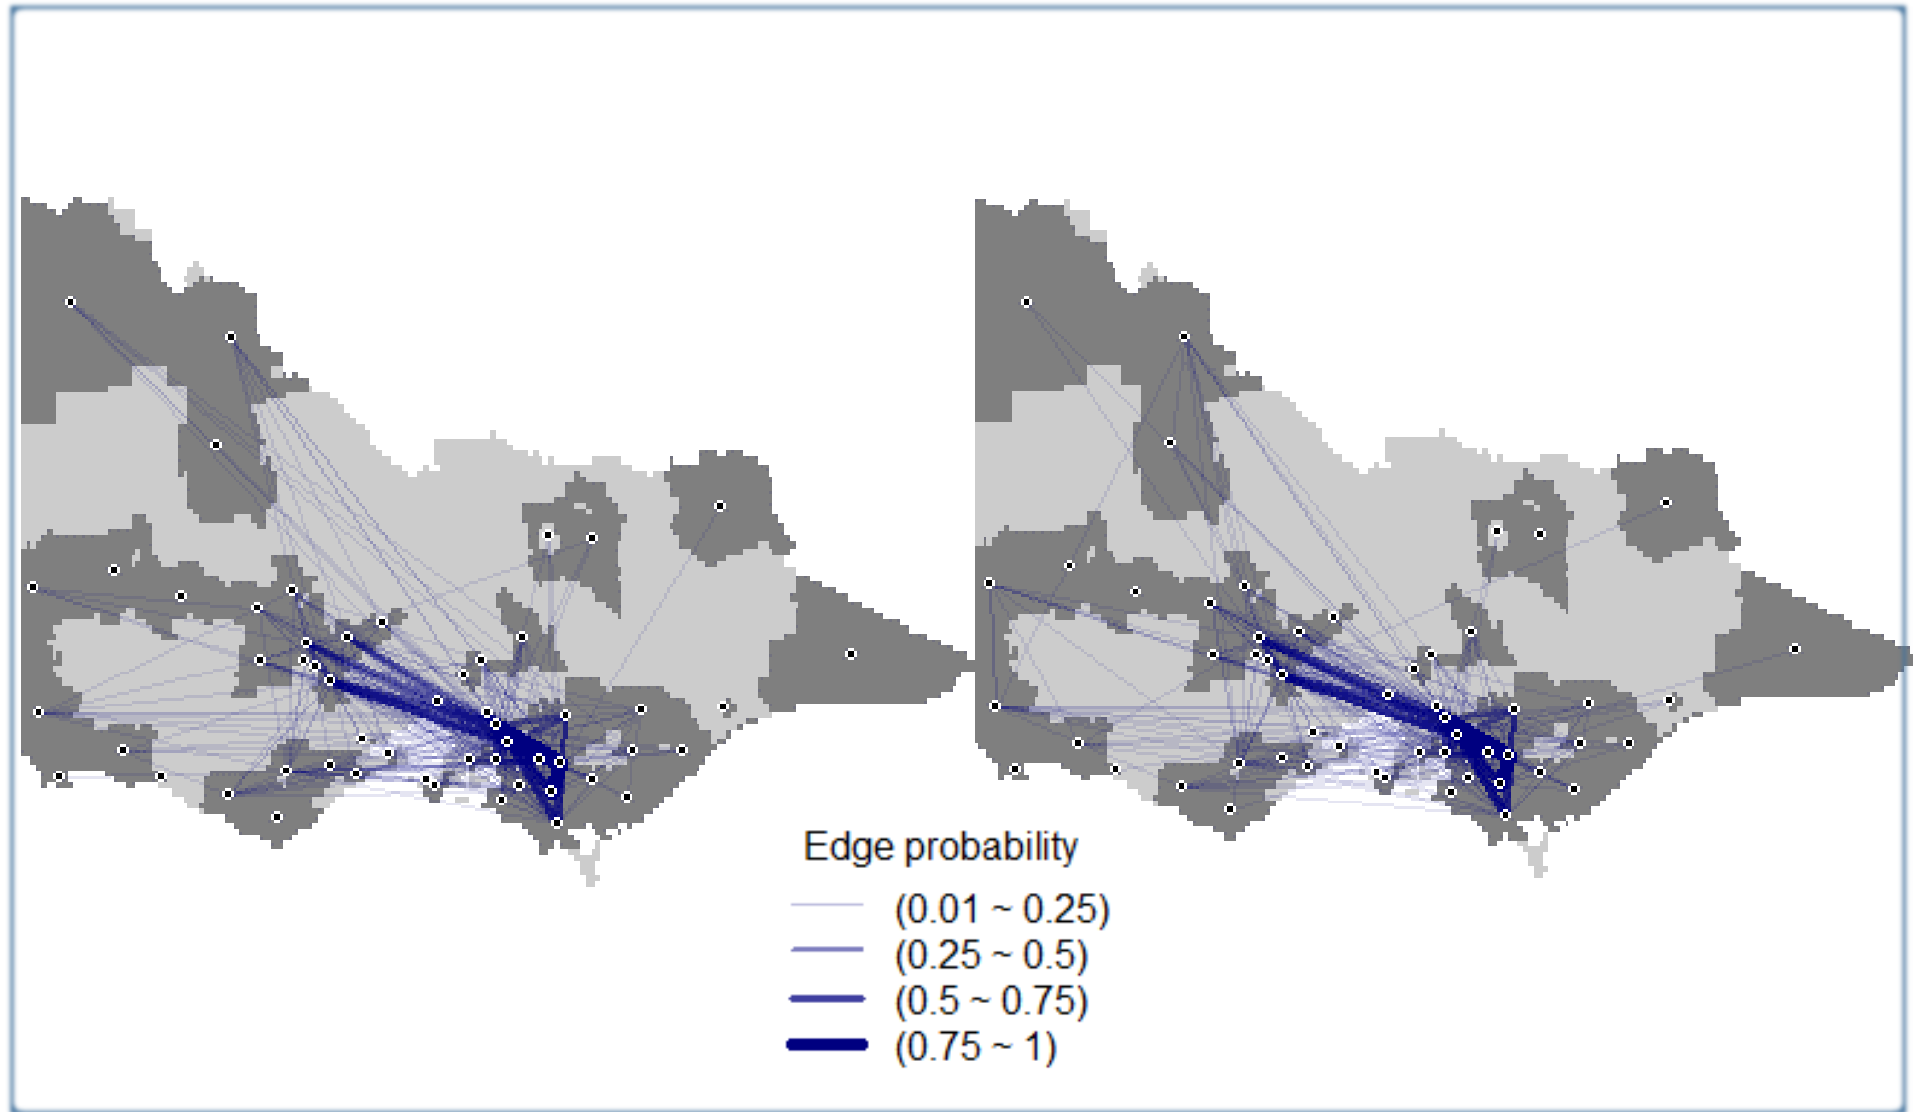 Edge probability
(0.01 ~ 0.25)
(0.25 ~ 0.5)
(0.5 ~ 0.75)
(0.75 ~ 1)